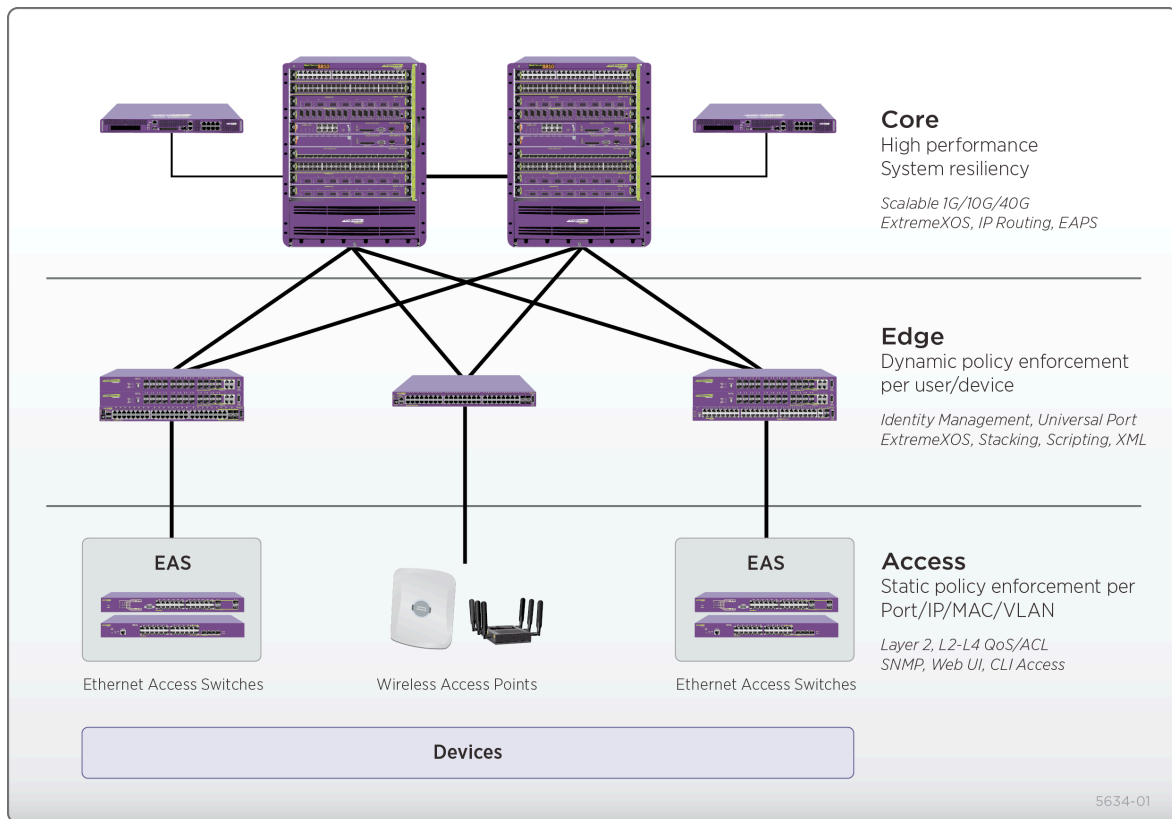 Core
High performance
System resiliency
Scalable 1G/10G/40G
ExtremeXOS, IP Routing, EAPS
Edge
Dynamic policy enforcement
per user/device
Identity Management, Universal Port
ExtremeXOS, Stacking, Scripting, XML
EAS
EAS
Access
Static policy enforcement per
Port/IP/MAC/VLAN
Layer 2, L2-L4 QoS/ACL
SNMP, Web UI, CLI Access
Ethernet Access Switches
Wireless Access Points
Ethernet Access Switches
Devices
5634-01